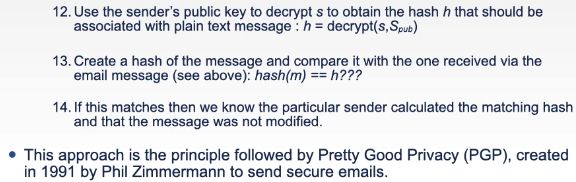 12. Use the sender's public key to decrypt s to obtain the hash h that should be
associated with plain text message : h = decrypt(s,Spub)
13. Create a hash of the message and compare it with the one received via the
email message (see above): hash(m) == h???
14. If this matches then we know the particular sender calculated the matching hash
and that the message was not modified.
• This approach is the principle followed by Pretty Good Privacy (PGP), created
in 1991 by Phil Zimmermann to send secure emails.